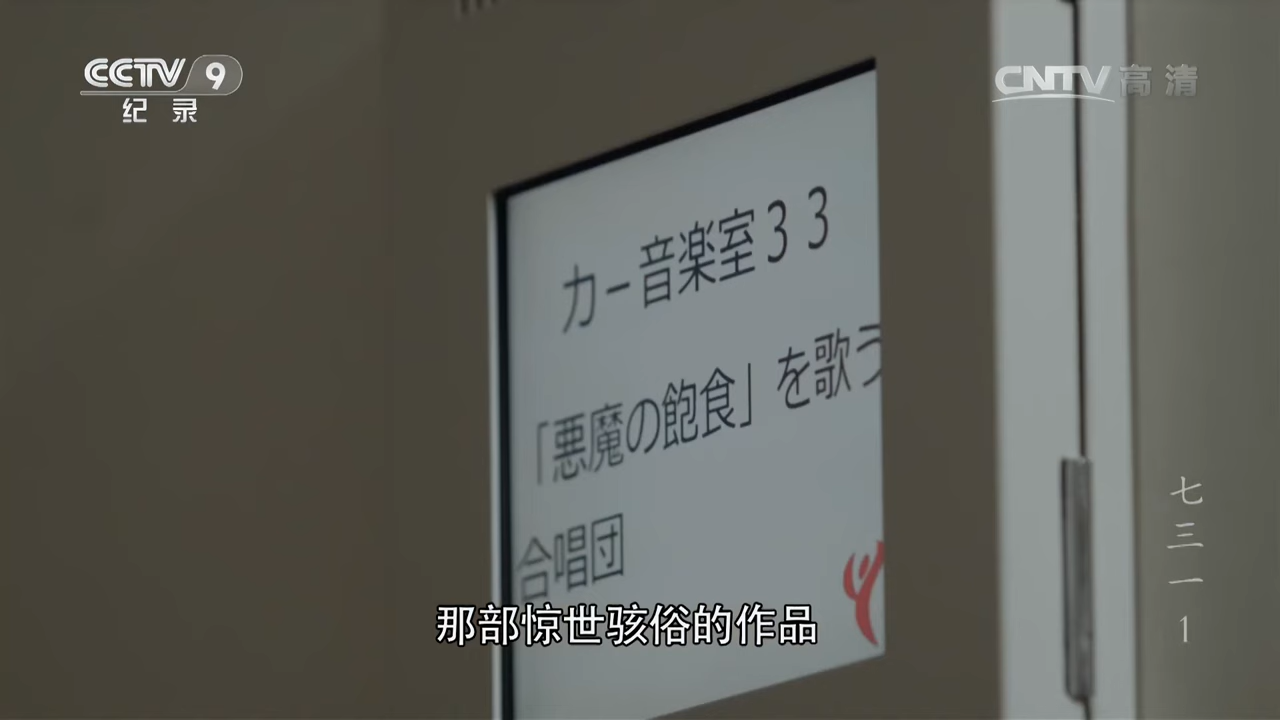 CCTV 9
纪录
CNTV 高清
カー音楽室33
「悪魔の飽食」を歌う
合唱団
七三一 1
那部惊世骇俗的作品